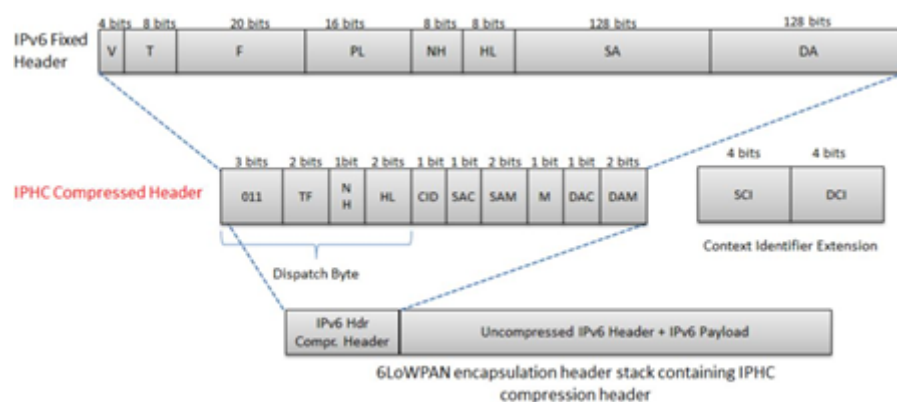 4 bits 8 bits 20 bits 16 bits 8 bits 8 bits 128 bits 128 bits
IPv6 Fixed
Header
V T F PL NH HL SA DA
3 bits 2 bits 1bit 2 bits 1 bit 1 bit 2 bits 1 bit 1 bit 2 bits
4 bits 4 bits
IPHC Compressed Header
011 TF N H HL CID SAC SAM M DAC DAM
SCI DCI
Context Identifier Extension
Dispatch Byte
IPv6 Hdr
Compr. Header
Uncompressed IPv6 Header + IPv6 Payload
6LoWPAN encapsulation header stack containing IPHC
compression header